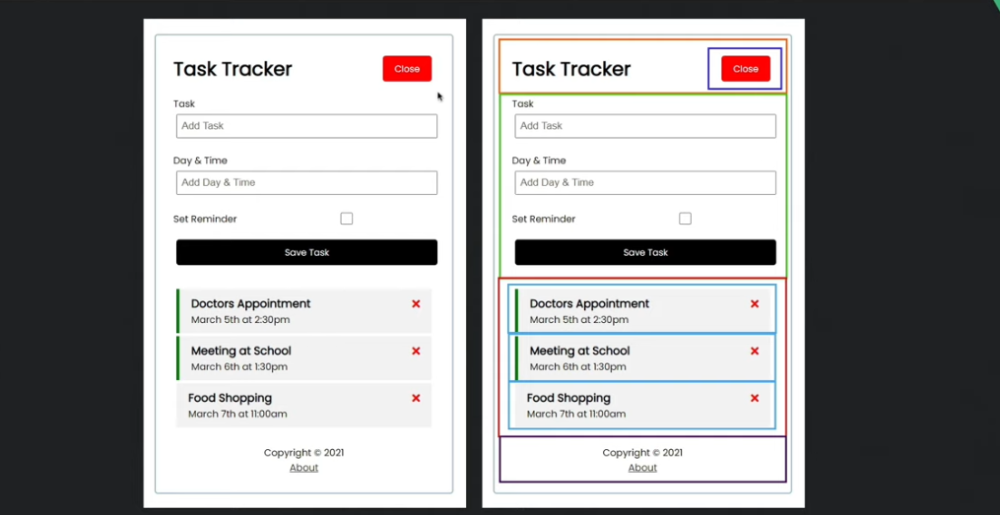 Task Tracker
Close
Task
Add Task
Day & Time
Add Day & Time
Set Reminder
Save Task
Doctors Appointment
March 5th at 2:30pm
Meeting at School
March 6th at 1:30pm
Food Shopping
March 7th at 11:00am
Copyright © 2021
About
Task Tracker
Close
Task
Add Task
Day & Time
Add Day & Time
Set Reminder
Save Task
Doctors Appointment
March 5th at 2:30pm
Meeting at School
March 6th at 1:30pm
Food Shopping
March 7th at 11:00am
Copyright © 2021
About